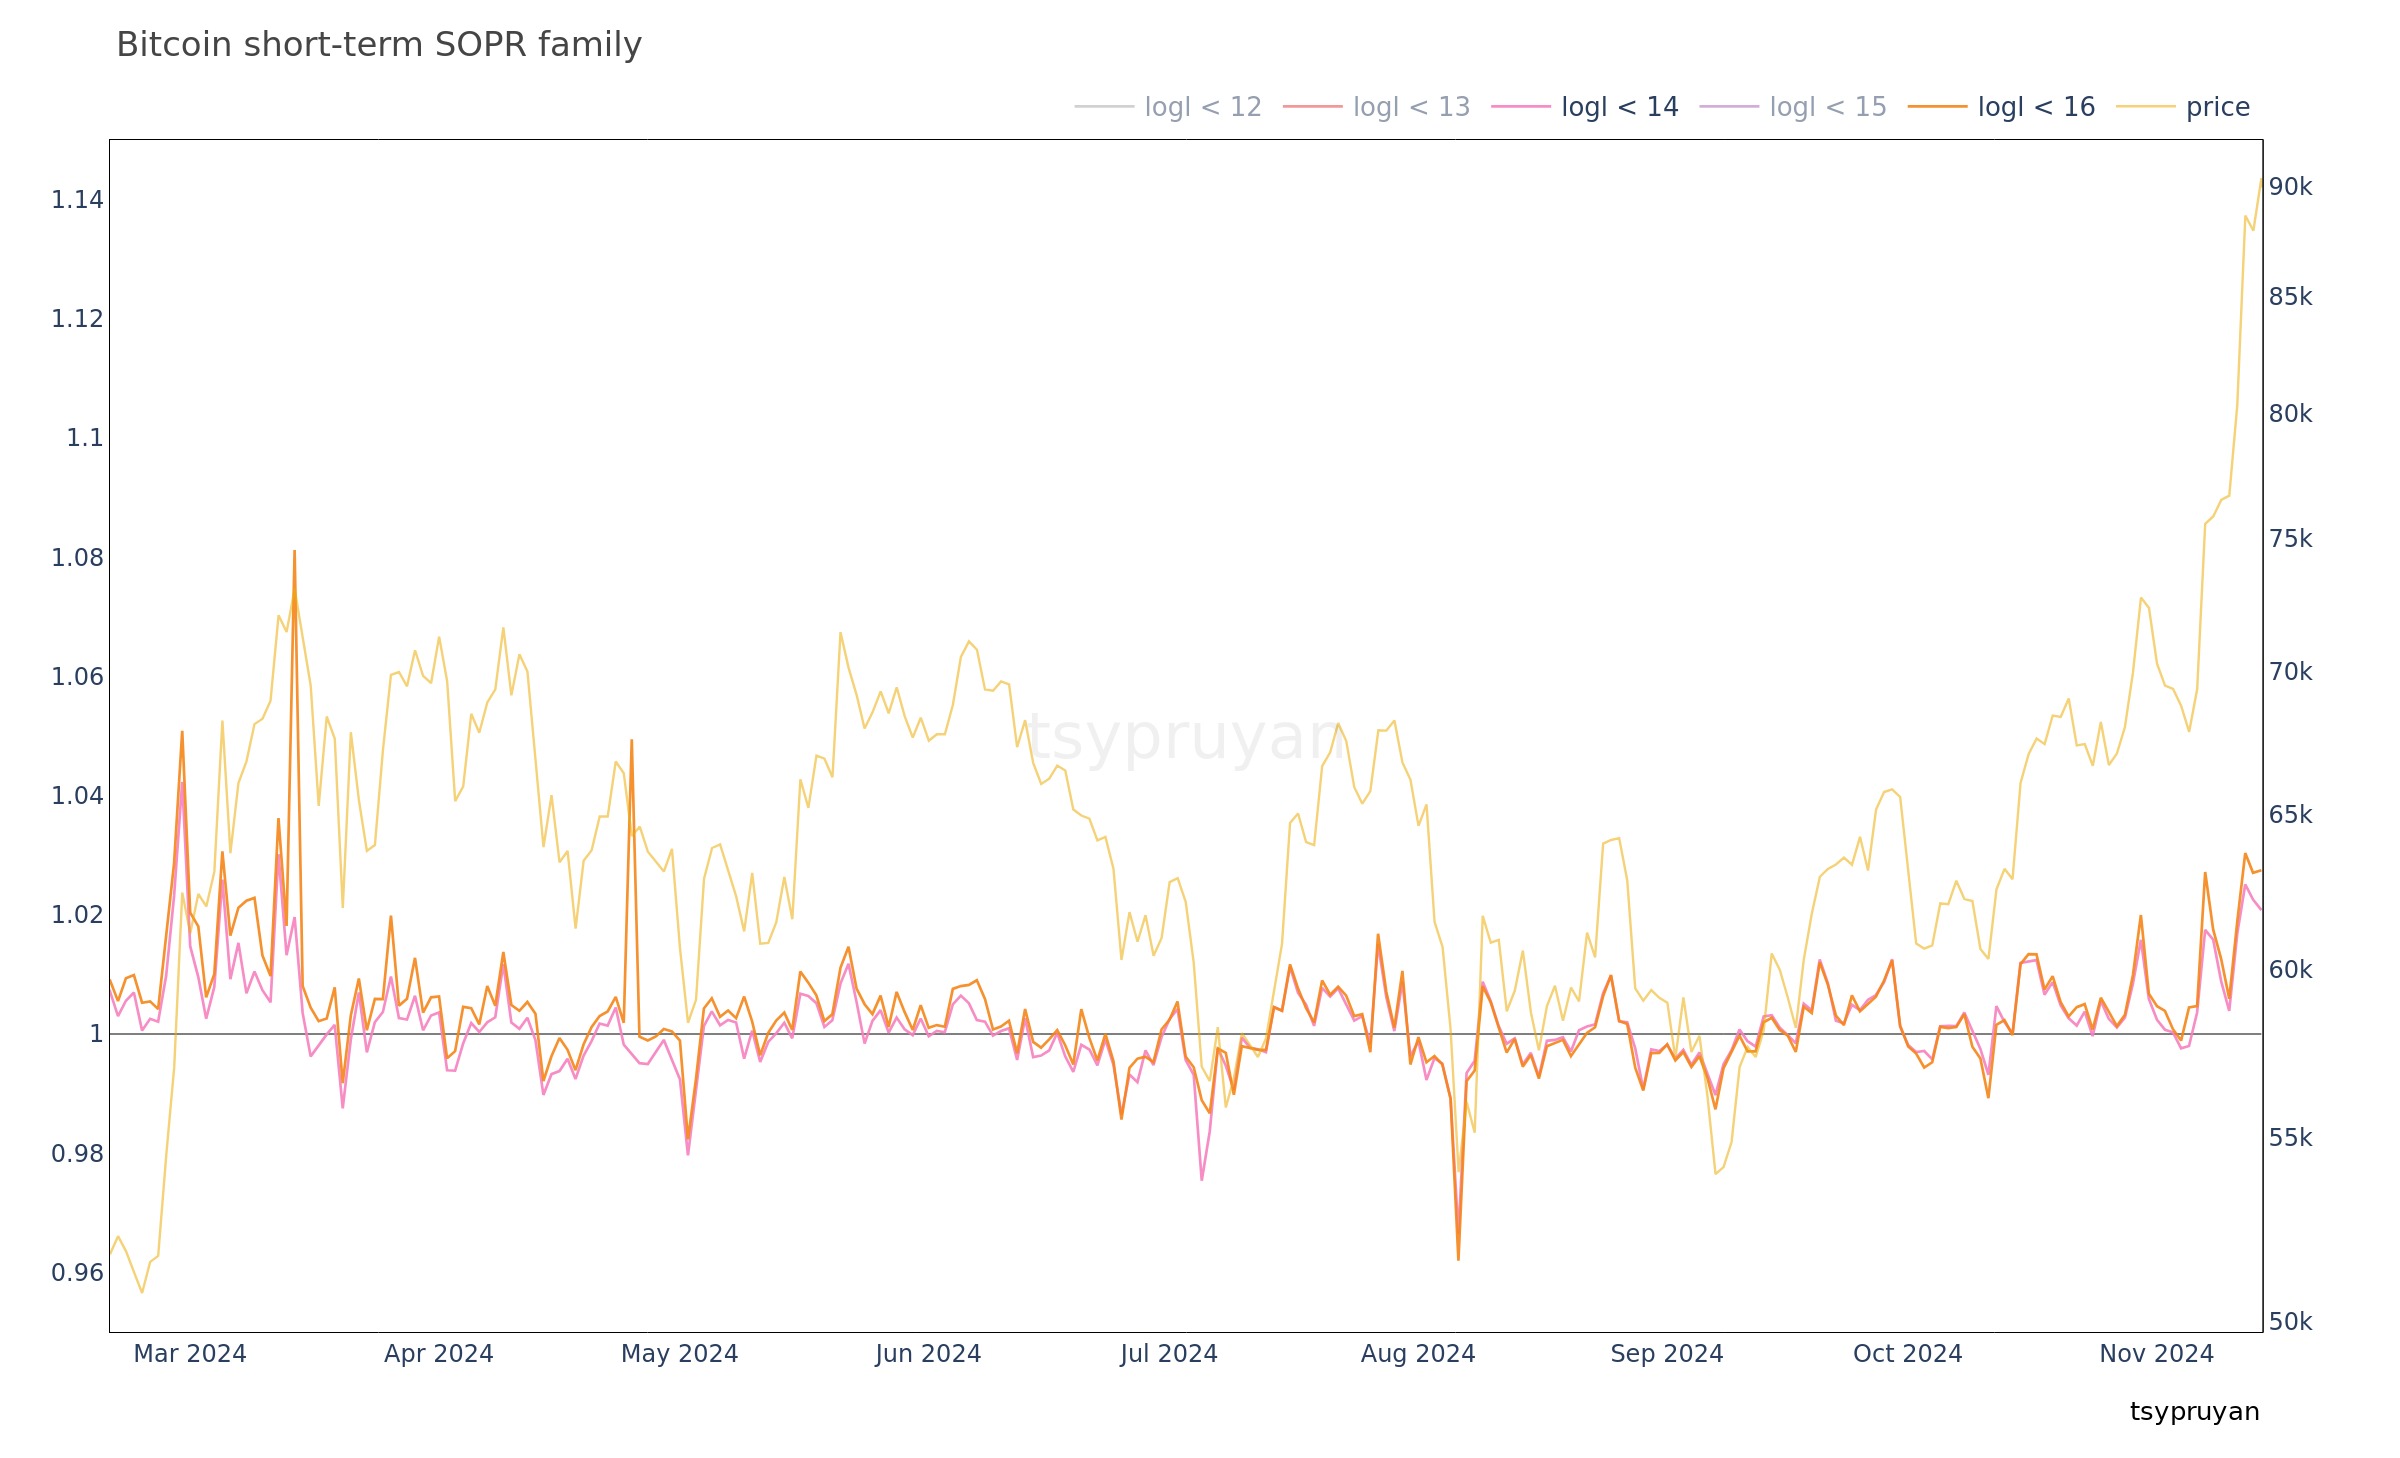 Bitcoin short-term SOPR family
logl < 12 logl < 13 logl < 14 logl < 15 logl < 16 price
1.14 90k
1.12 85k
1.1 80k
1.08 75k
1.06 70k
tsypruyan
1.04 65k
1.02 60k
1
0.98 55k
0.96 50k
Mar 2024 Apr 2024 May 2024 Jun 2024 Jul 2024 Aug 2024 Sep 2024 Oct 2024 Nov 2024
tsypruyan